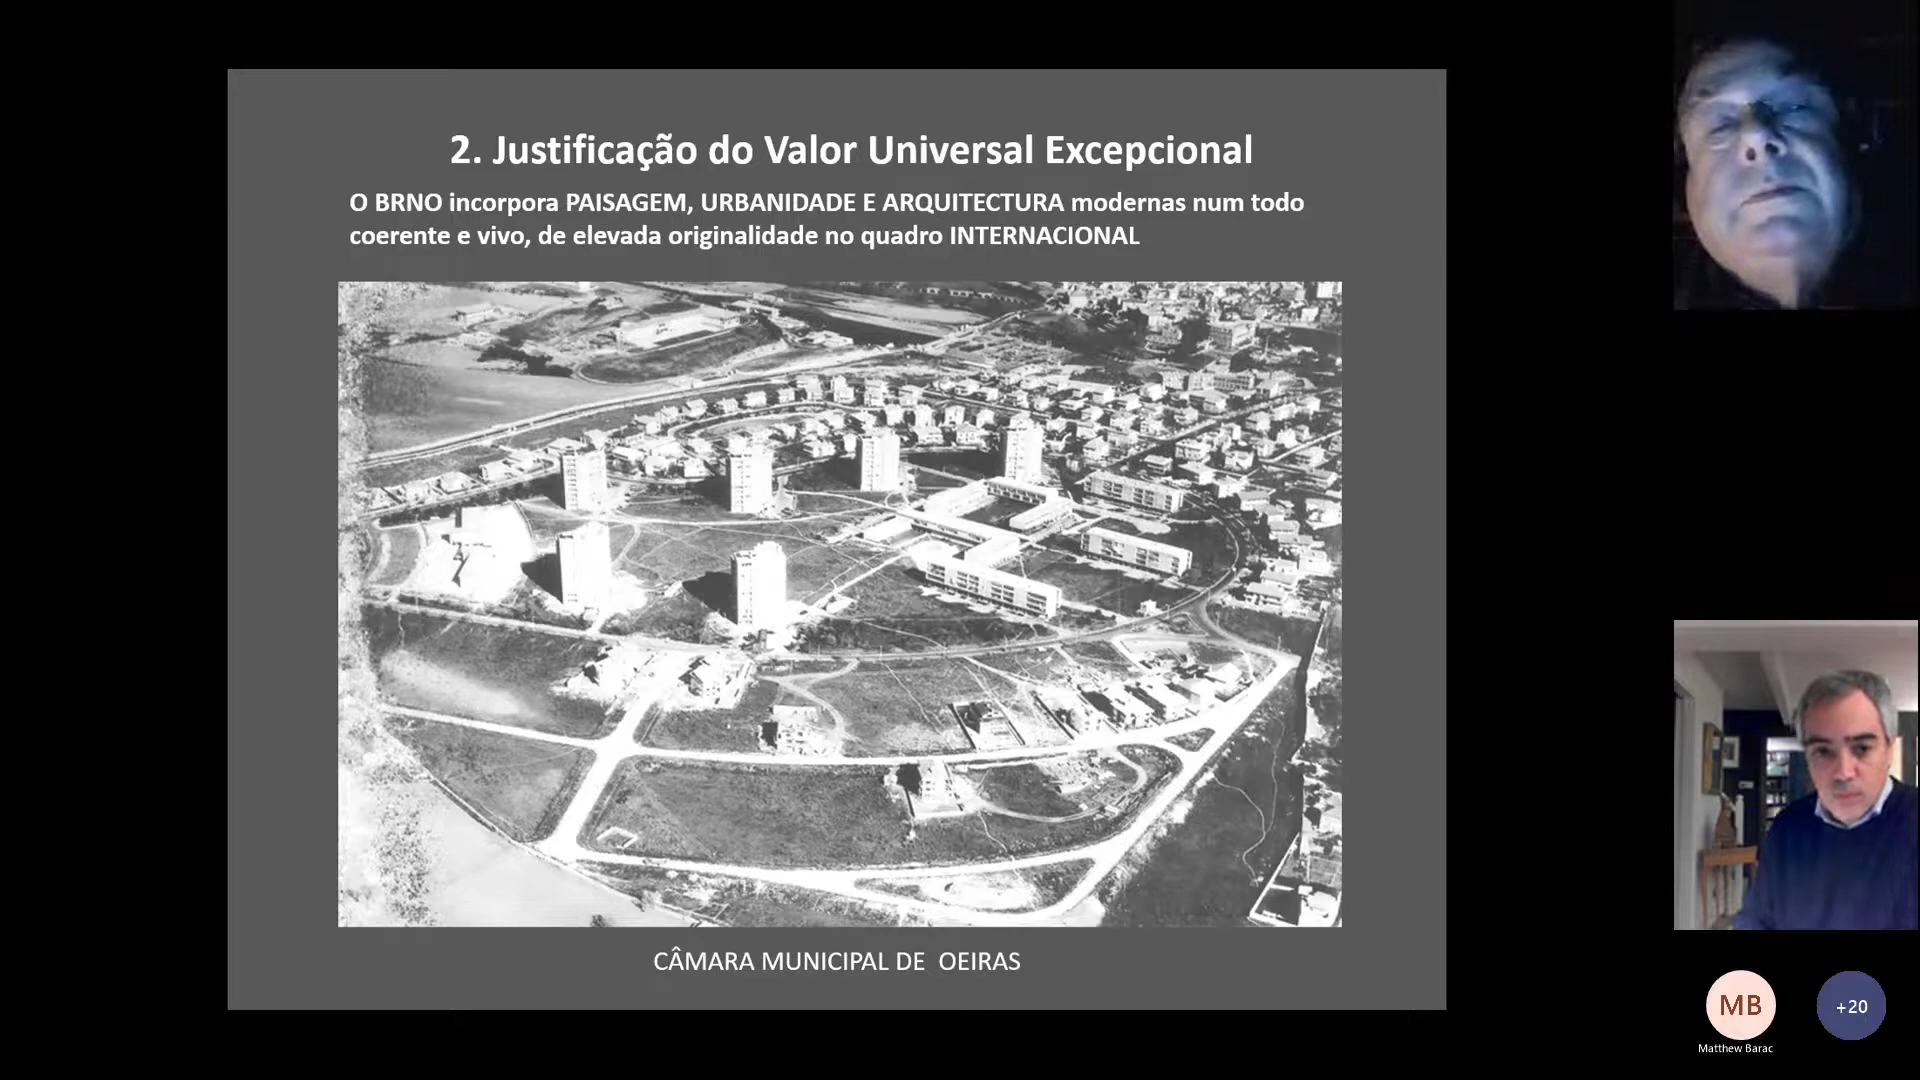 2. Justificação do Valor Universal Excepcional
O BRNO incorpora PAISAGEM, URBANIDADE E ARQUITECTURA modernas num todo
coerente e vivo, de elevada originalidade no quadro INTERNACIONAL
CÂMARA MUNICIPAL DE OEIRAS
MB
+20
Matthew Barac